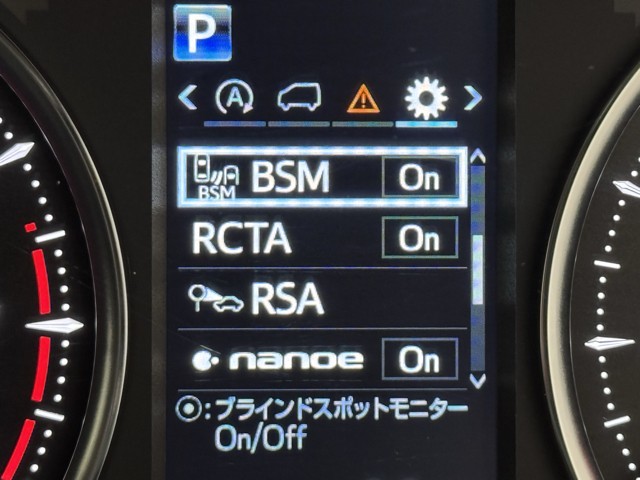 P
A
BSM BSM On
RCTA On
RSA
nanoe On
:ブラインドスポットモニター
On/Off